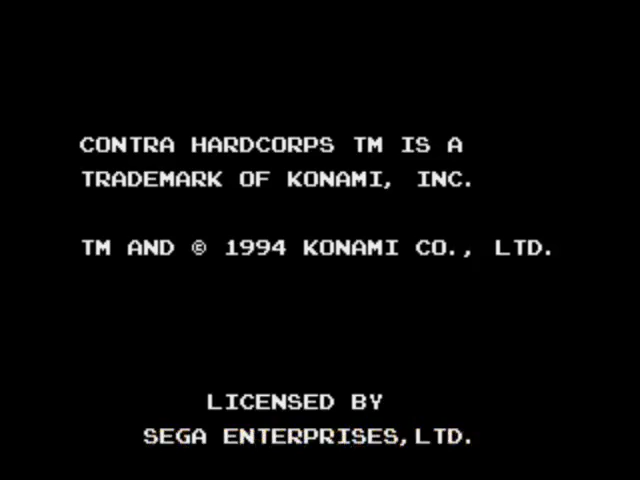 CONTRA HARDCORPS TM IS A
TRADEMARK OF KONAMI, INC.
TM AND © 1994 KONAMI CO., LTD.
LICENSED BY
SEGA ENTERPRISES,LTD.